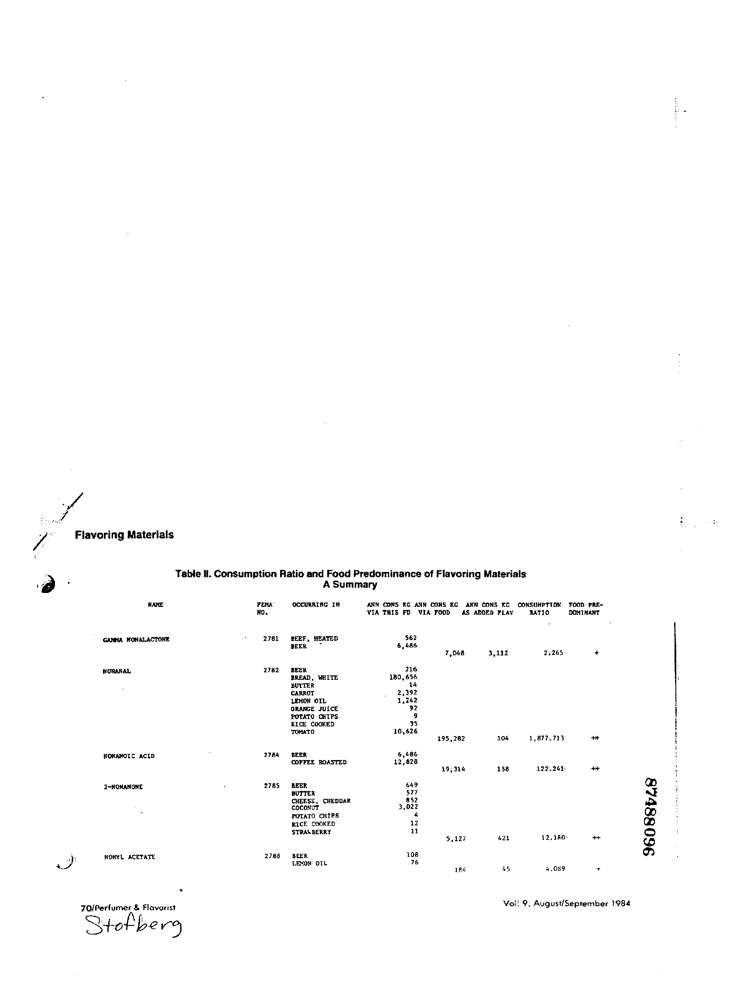 Flavoring Materials
Table II. Consumption Ratio and Food Predominance of Flavoring Materials
A Summary
NAME FEMA OCCURRING IN ANN CONS KG ANN CONS KG ANN CONS KG CONSUMPTION FOOD PRE-
NO. VIA THIS FD VIA FOOD AS ADDED FLAV RATIO DOMINANT
GAMMA NONALACTONE 2781 BEEF, HEATED 562
BEER 6,486
7,048 3,112 2.265 +
NONANAL 2782 BEER 216
BREAD, WHITE 180,656
BUTTER 14
CARROT 2,392
LEMON OIL 1,242
ORANGE JUICE 92
POTATO CHIPS 9
RICE COOKED 35
TOMATO 10,626
195,282 104 1,877.713 ++
NONANOIC ACID 2784 BEER 6,486
COFFEE ROASTED 12,828
19,314 158 122.241 ++
2-NONANONE 2785 BEER 649
BUTTER 577
CHEESE, CHEDDAR 852
COCONUT 3,022
POTATO CHIPS 4
RICE COOKED 12
STRAWBERRY 11
5,127 421 12.180 ++
NONYL ACETATE 2788 BEER 108
LEMON OIL 76
184 45 4.089 +
87488096
70/Perfumer & Flavorist
Vol. 9, August/September 1984
Stofberg